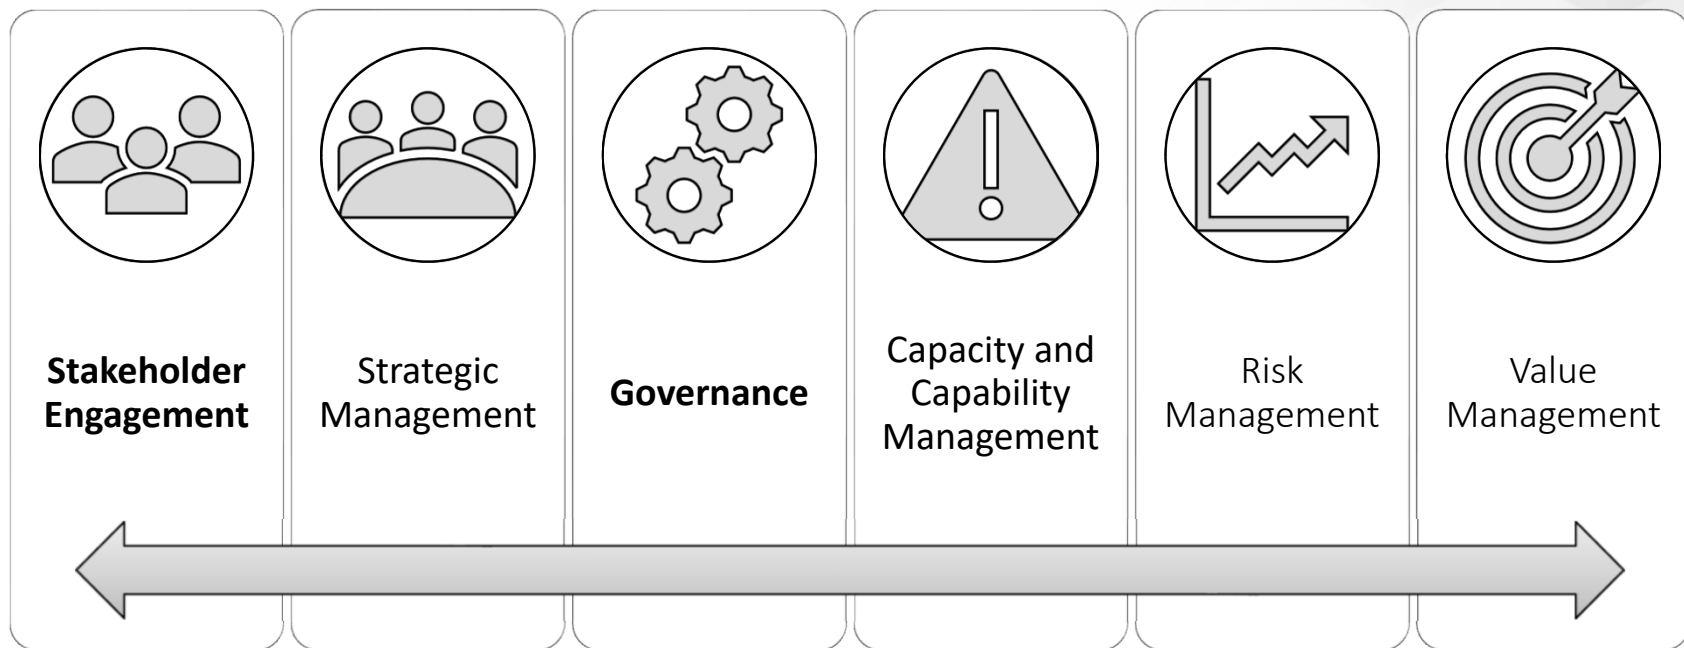 Stakeholder
Engagement
Strategic
Management
Governance
Capacity and
Capability
Management
Risk
Management
Value
Management